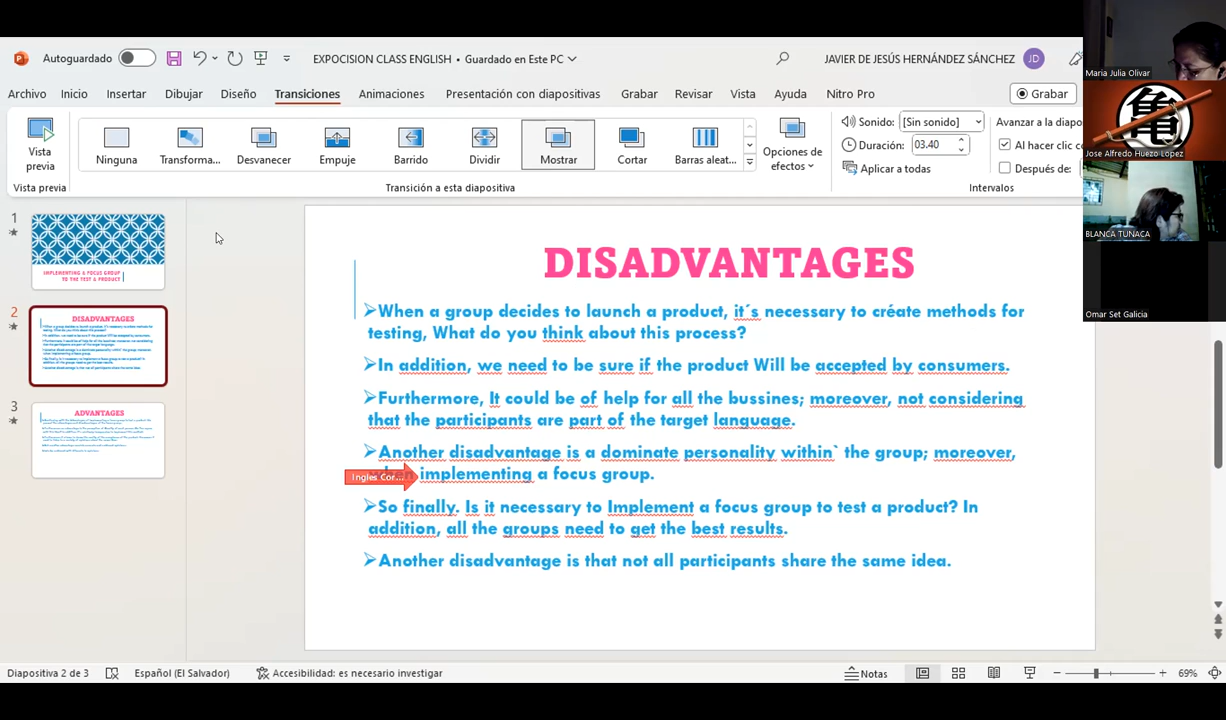 Autoguardado
EXPOCISION CLASS ENGLISH • Guardado en Este PC
JAVIER DE JESÚS HERNÁNDEZ SÁNCHEZ JD
Archivo Inicio Insertar Dibujar Diseño Transiciones Animaciones Presentación con diapositivas Grabar Revisar Vista Ayuda Nitro Pro Grabar
Vista previa
Ninguna Transforma... Desvanecer Empuje Barrido Dividir Mostrar Cortar Barras aleat...
Opciones de efectos
Sonido: [Sin sonido]
Duración: 03.40
Aplicar a todas
Avanzar a la diapo
Al hacer clic
Después de:
Vista previa Transición a esta diapositiva Intervalos
1
IMPLEMENTING A FOCUS GROUP
TO THE TEST A PRODUCT
2
DISADVANTAGES
3
ADVANTAGES
DISADVANTAGES
When a group decides to launch a product, it´s necessary to créate methods for
testing, What do you think about this process?
In addition, we need to be sure if the product Will be accepted by consumers.
Furthermore, It could be of help for all the bussines; moreover, not considering
that the participants are part of the target language.
Another disadvantage is a dominate personality within` the group; moreover,
when implementing a focus group.
Ingles Cor...
So finally. Is it necessary to Implement a focus group to test a product? In
addition, all the groups need to get the best results.
Another disadvantage is that not all participants share the same idea.
Maria Julia Olivar
亀
Jose Alfredo Huezo Lopez
BLANCA TUNACA
Omar Set Galicia
Diapositiva 2 de 3 Español (El Salvador) Accesibilidad: es necesario investigar Notas 69%